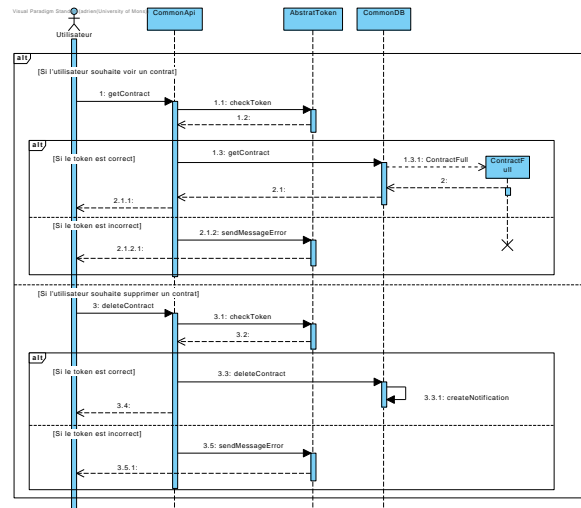 Visual Paradigm Standard(adrien(University of Mons
Utilisateur
CommonApi
AbstratToken
CommonDB
alt
[Si l'utilisateur souhaite voir un contrat]
1: getContract
1.1: checkToken
1.2:
alt
[Si le token est correct]
1.3: getContract
1.3.1: ContractFull
ContractF
ull
2:
2.1:
2.1.1:
[Si le token est incorrect]
2.1.2: sendMessageError
2.1.2.1:
[Si l'utilisateur souhaite supprimer un contrat]
3: deleteContract
3.1: checkToken
3.2:
alt
[Si le token est correct]
3.3: deleteContract
3.3.1: createNotification
3.4:
[Si le token est incorrect]
3.5: sendMessageError
3.5.1: